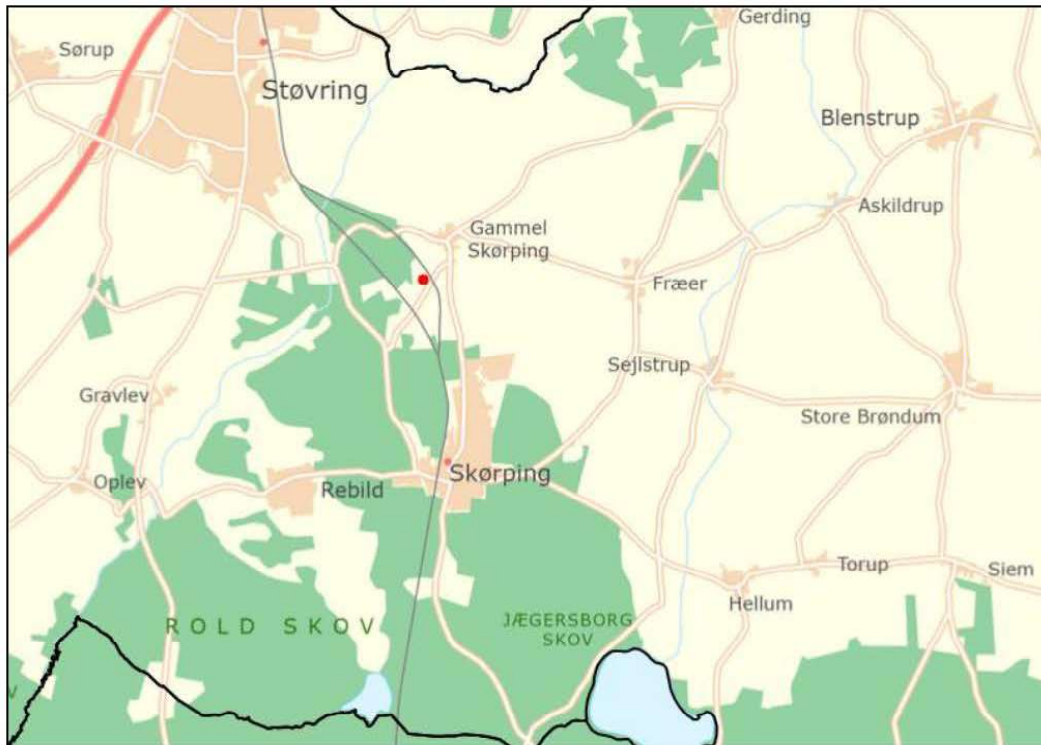 Gerding
Sørup
Støvring
Blenstrup
Askildrup
Gammel
Skørping
Fræer
Sejlstrup
Gravlev
Store Brøndum
Skørping
Oplev
Rebild
Torup
Siem
Hellum
ROLD SKOV
JÆGERSBORG
SKOV
V